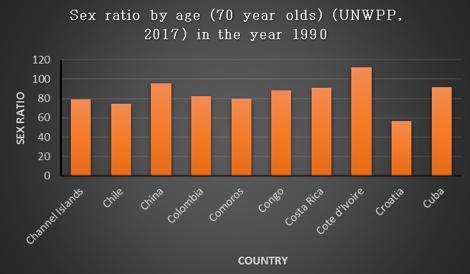 Sex ratio by age (70 year olds) (UNWPP,
2017) in the year 1990
120
100
80
60
40
20
0
SEX RATIO
Channel Islands
Chile
China
Colombia
Comoros
Congo
Costa Rica
Cote d'Ivoire
Croatia
Cuba
COUNTRY